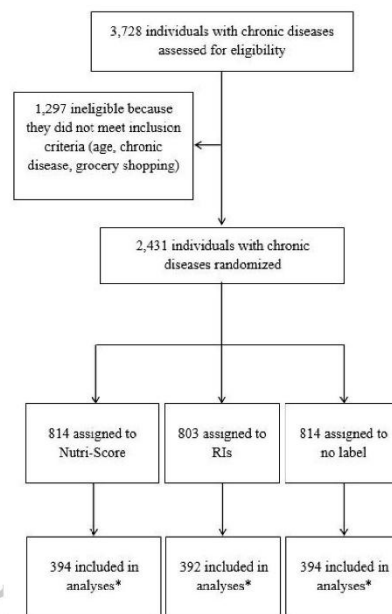 3,728 individuals with chronic diseases
assessed for eligibility
1,297 ineligible because
they did not meet inclusion
criteria (age, chronic
disease, grocery shopping)
2,431 individuals with chronic
diseases randomized
814 assigned to
Nutri-Score
803 assigned to
RIs
814 assigned to
no label
394 included in
analyses*
392 included in
analyses*
394 included in
analyses*